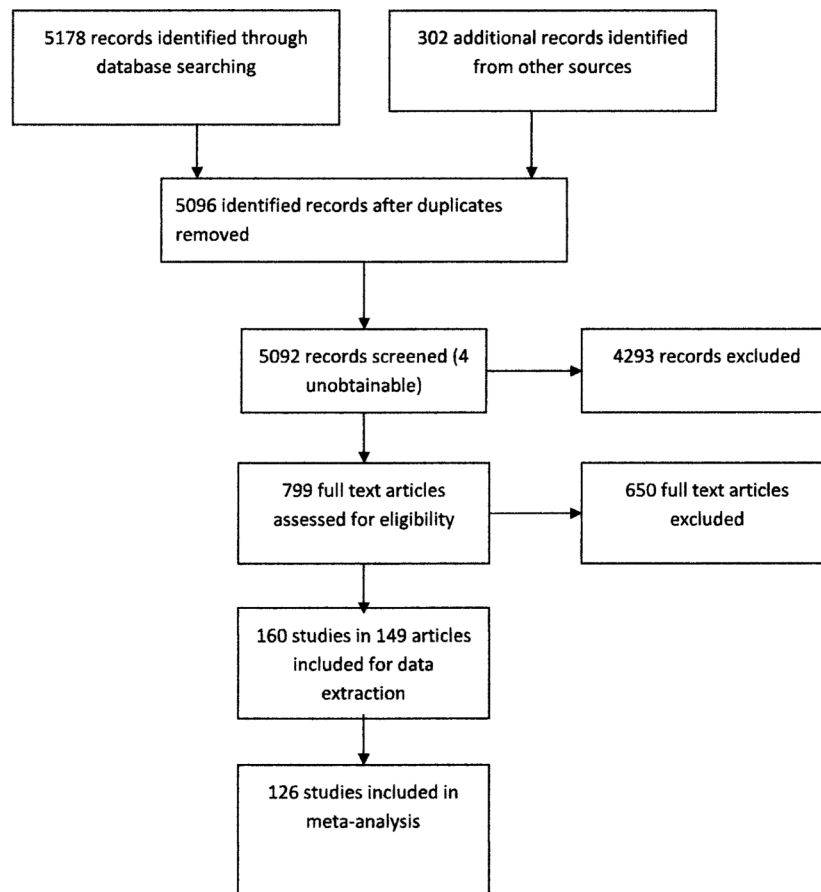 5178 records identified through
database searching
302 additional records identified
from other sources
5096 identified records after duplicates
removed
5092 records screened (4
unobtainable)
4293 records excluded
799 full text articles
assessed for eligibility
650 full text articles
excluded
160 studies in 149 articles
included for data
extraction
126 studies included in
meta-analysis